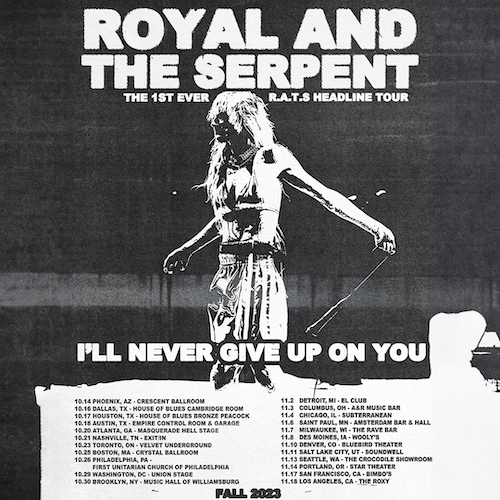 ROYAL AND
THE SERPENT
THE 1ST EVER R.A.T.S HEADLINE TOUR
I'LL NEVER GIVE UP ON YOU
10.14 PHOENIX, AZ - CRESCENT BALLROOM
10.16 DALLAS, TX - HOUSE OF BLUES CAMBRIDGE ROOM
10.17 HOUSTON, TX - HOUSE OF BLUES BRONZE PEACOCK
10.18 AUSTIN, TX - EMPIRE CONTROL ROOM & GARAGE
10.20 ATLANTA, GA - MASQUERADE HELL STAGE
10.21 NASHVILLE, TN - EXIT/IN
10.23 TORONTO, ON - VELVET UNDERGROUND
10.25 BOSTON, MA - CRYSTAL BALLROOM
10.26 PHILADELPHIA, PA -
FIRST UNITARIAN CHURCH OF PHILADELPHIA
10.29 WASHINGTON, DC - UNION STAGE
10.30 BROOKLYN, NY - MUSIC HALL OF WILLIAMSBURG
11.2 DETROIT, MI - EL CLUB
11.3 COLUMBUS, OH - A&R MUSIC BAR
11.4 CHICAGO, IL - SUBTERRANEAN
11.6 SAINT PAUL, MN - AMSTERDAM BAR & HALL
11.7 MILWAUKEE, WI - THE RAVE BAR
11.8 DES MOINES, IA - WOOLY'S
11.10 DENVER, CO - BLUEBIRD THEATER
11.11 SALT LAKE CITY, UT - SOUNDWELL
11.13 SEATTLE, WA - THE CROCODILE SHOWROOM
11.14 PORTLAND, OR - STAR THEATER
11.17 SAN FRANCISCO, CA - BIMBO'S
11.18 LOS ANGELES, CA - THE ROXY
FALL 2023